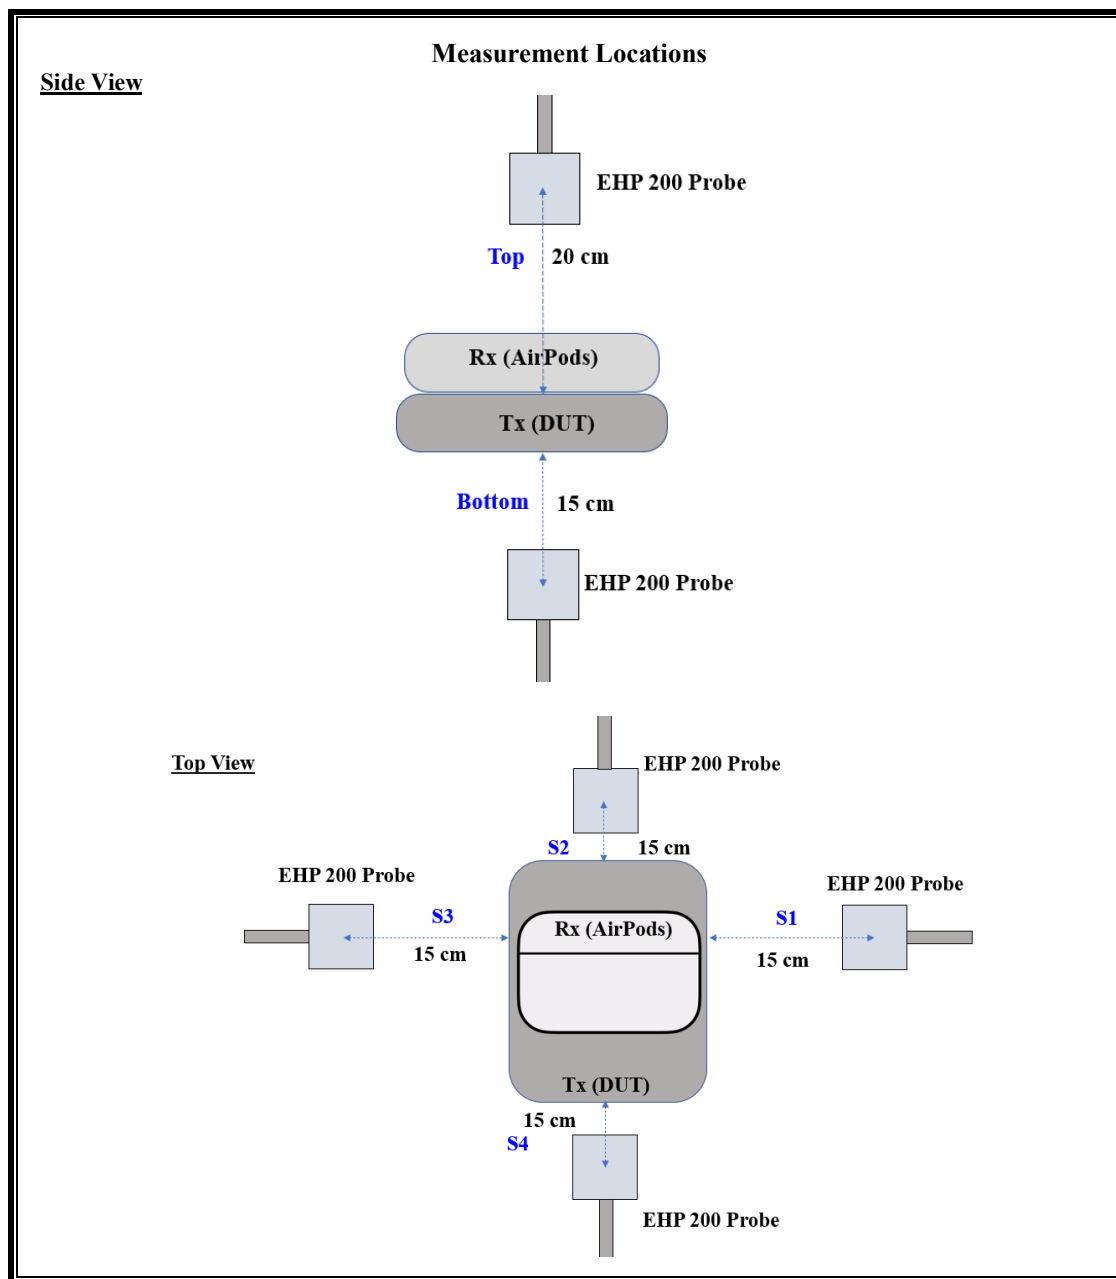 Measurement Locations
Side View
EHP 200 Probe
Top 20 cm
Rx (AirPods)
Tx (DUT)
Bottom 15 cm
EHP 200 Probe
Top View
EHP 200 Probe
S2 15 cm
EHP 200 Probe
EHP 200 Probe
S3
S1
15 cm
15 cm
Rx (AirPods)
Tx (DUT)
15 cm
S4
EHP 200 Probe